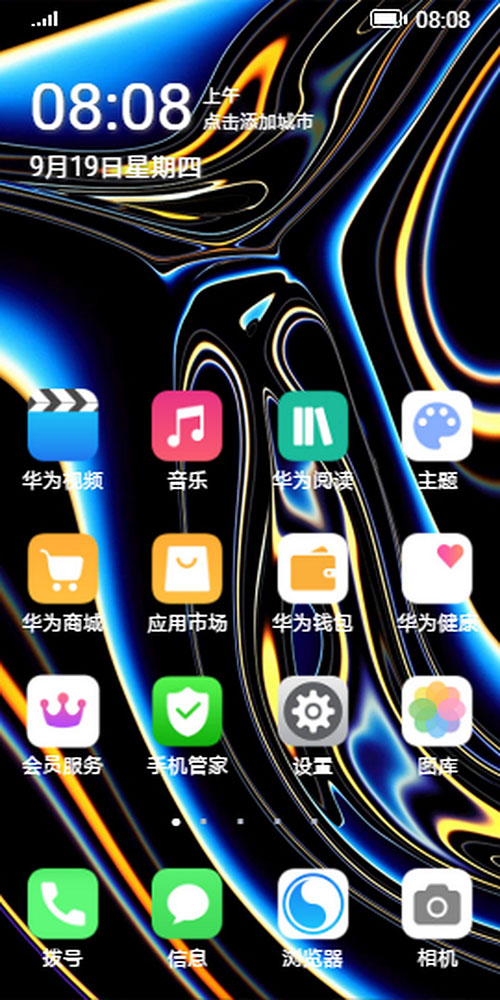 08:08
08:08 上午
点击添加城市
9月19日星期四
华为视频 音乐 华为阅读 主题
华为商城 应用市场 华为钱包 华为健康
会员服务 手机管家 设置 图库
拨号 信息 浏览器 相机